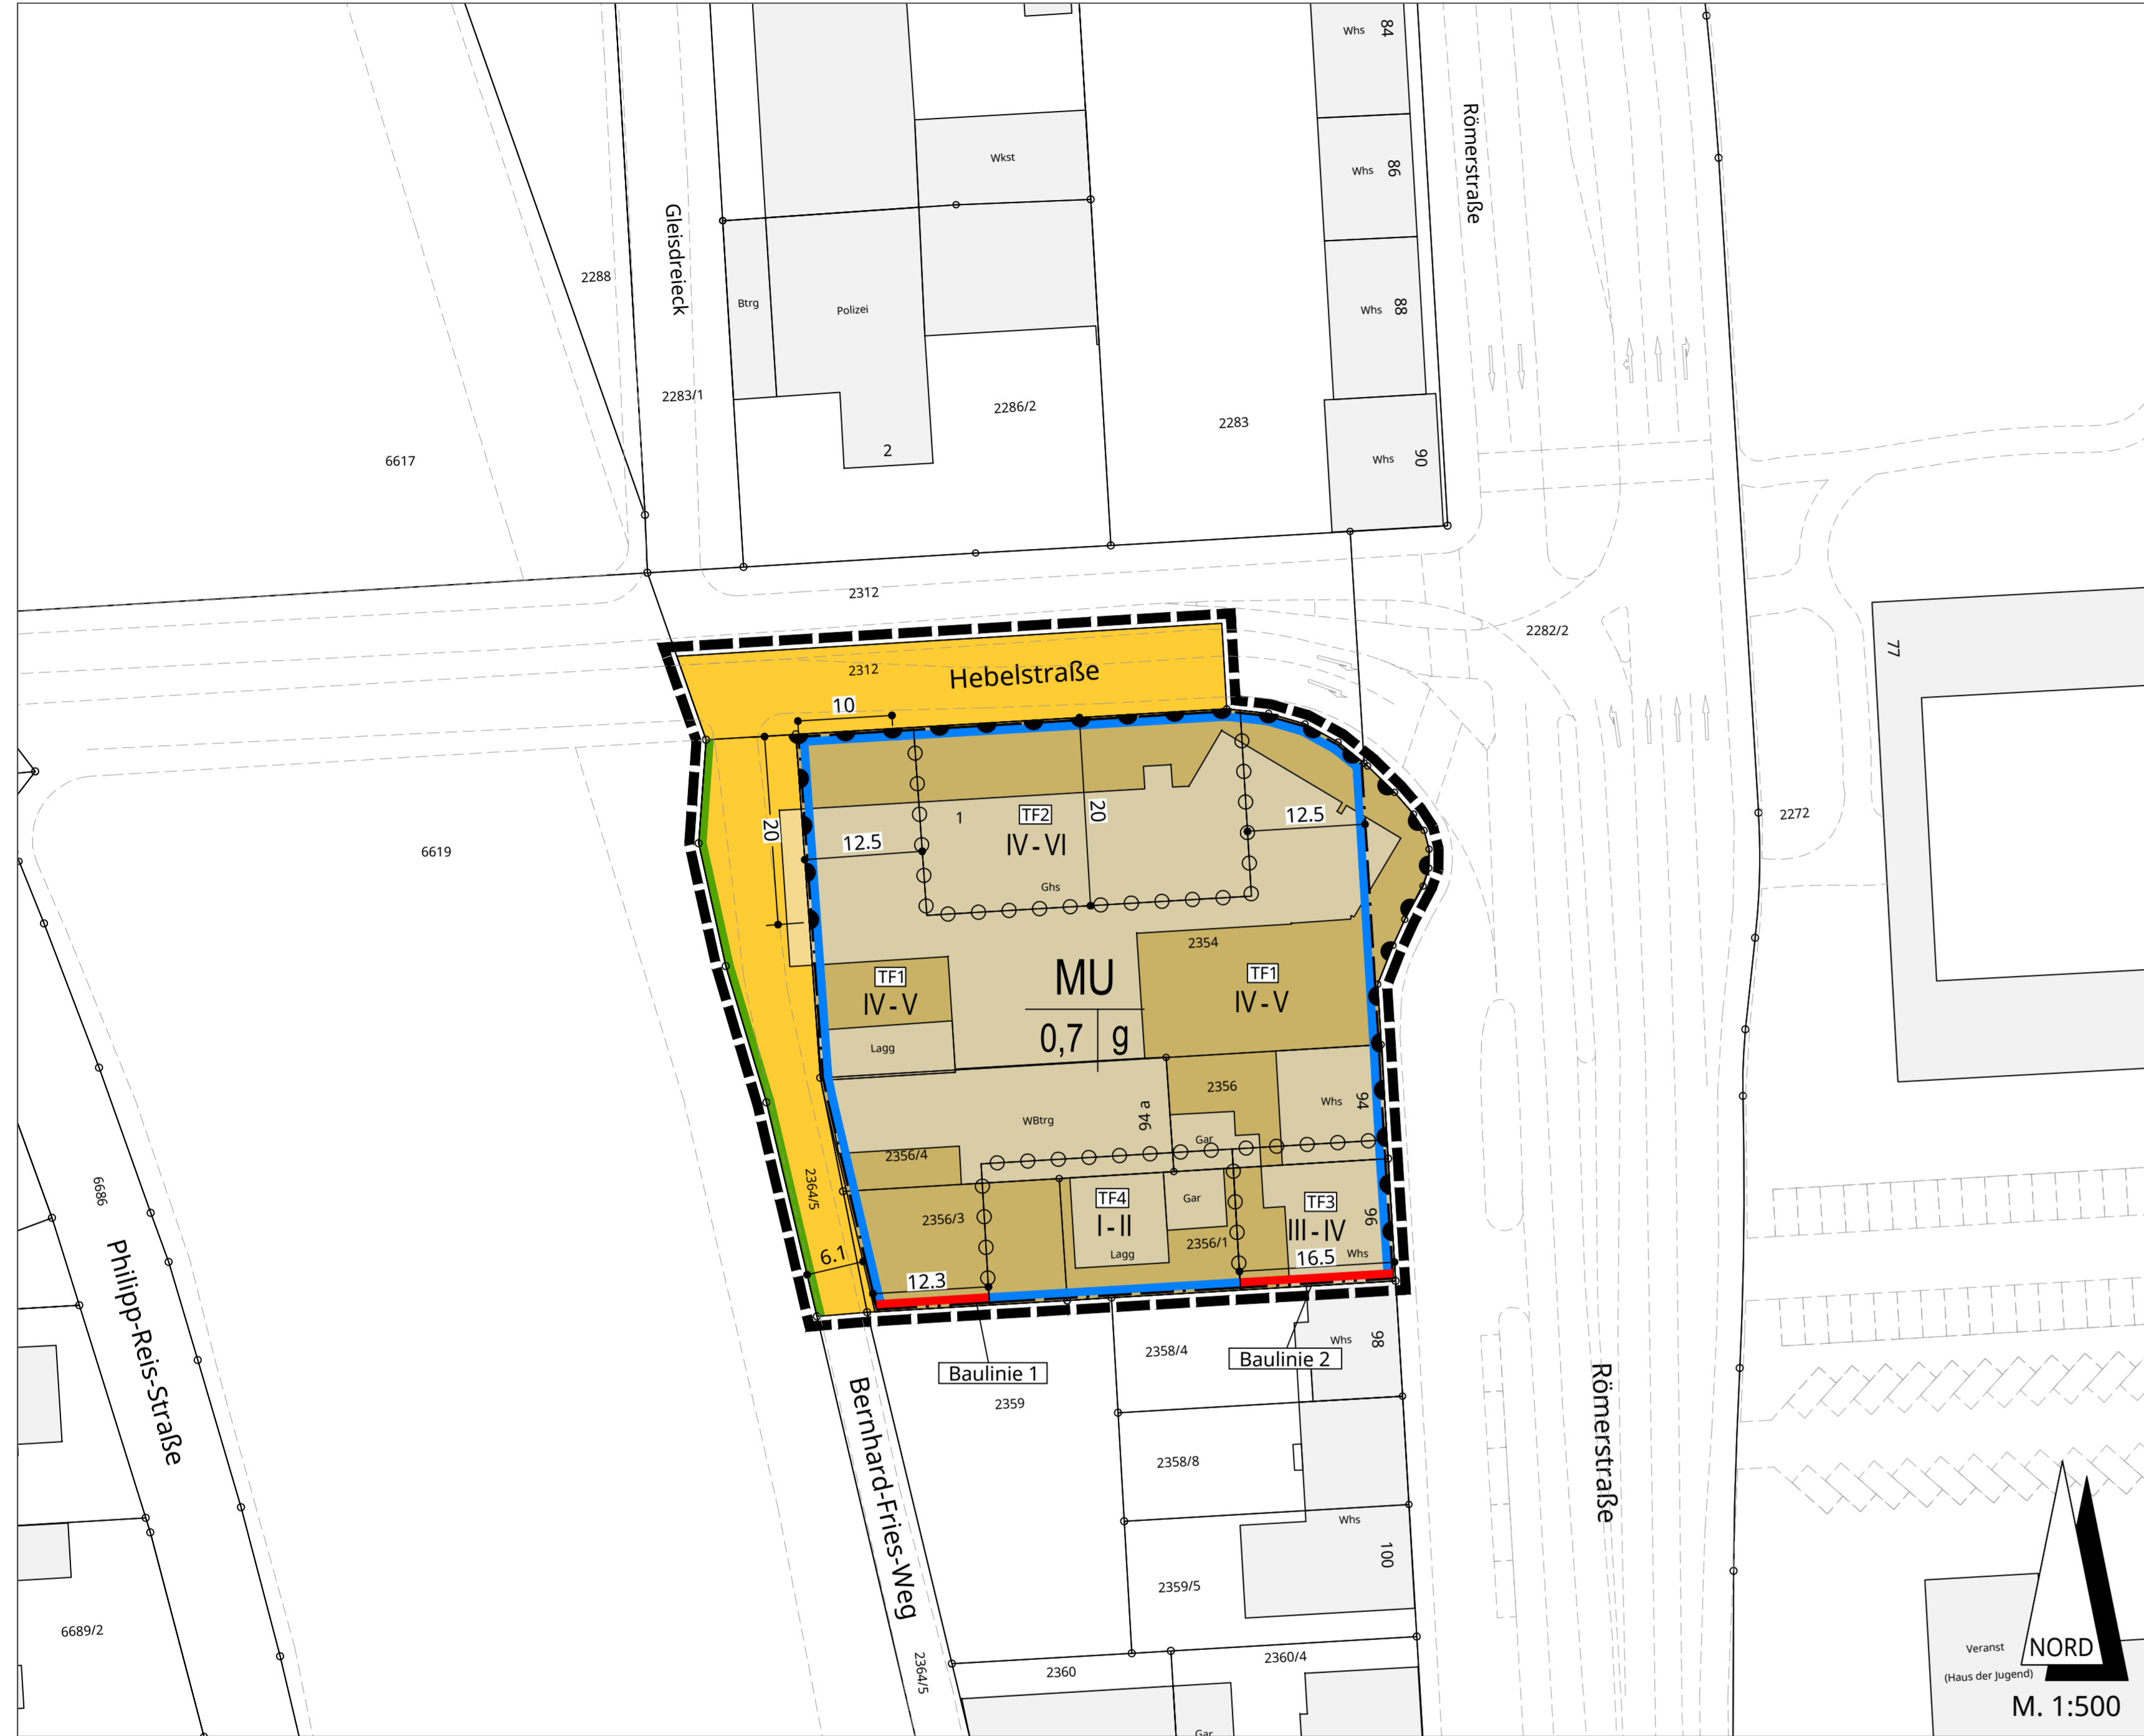 Whs
84
Römerstraße
Wkst
Whs
86
Gleisdreieck
2288
Btrg
Polizei
Whs
88
2283/1
2286/2
2283
2
6617
Whs
90
2312
2282/2
77
2312
Hebelstraße
10
20
12.5
1
TF2
IV - VI
20
12.5
2272
6619
Ghs
2354
TF1
IV - V
MU
TF1
IV - V
0,7
g
Lagg
2356
WBtrg
94 a
Whs
94
Gar
2356/4
6686
2364/5
TF4
I - II
Gar
TF3
III - IV
96
2356/3
2356/1
Lagg
Whs
6.1
12.3
16.5
Philipp-Reis-Straße
Baulinie 1
Baulinie 2
2358/4
Whs
98
2359
Bernhard-Fries-Weg
Römerstraße
2358/8
Whs
100
2359/5
6689/2
2364/5
2360
2360/4
Gar
Veranst
(Haus der Jugend)
NORD
M. 1:500